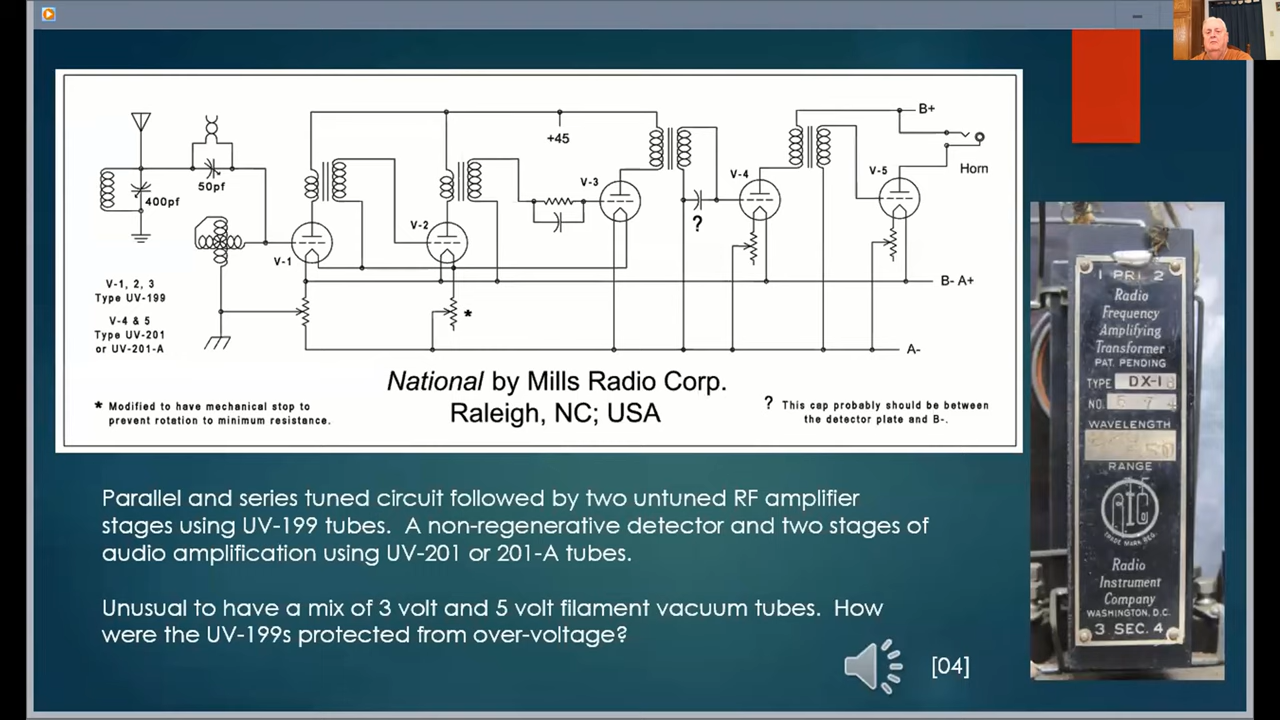 B+
+45
Horn
50pf
400pf
V-1
V-2
V-3
V-4
V-5
?
*
V-1, 2, 3
Type UV-199
V-4 & 5
Type UV-201
or UV-201-A
B- A+
A-
* Modified to have mechanical stop to
prevent rotation to minimum resistance.
National by Mills Radio Corp.
Raleigh, NC; USA
? This cap probably should be between
the detector plate and B-.
Parallel and series tuned circuit followed by two untuned RF amplifier
stages using UV-199 tubes. A non-regenerative detector and two stages of
audio amplification using UV-201 or 201-A tubes.
Unusual to have a mix of 3 volt and 5 volt filament vacuum tubes. How
were the UV-199s protected from over-voltage?
[04]
1 PRI 2
Radio
Frequency
Amplifying
Transformer
PAT. PENDING
TYPE DX-1
NO.
WAVELENGTH
RANGE
TRADE MARK REG.
Radio
Instrument
Company
WASHINGTON, D.C.
3 SEC. 4